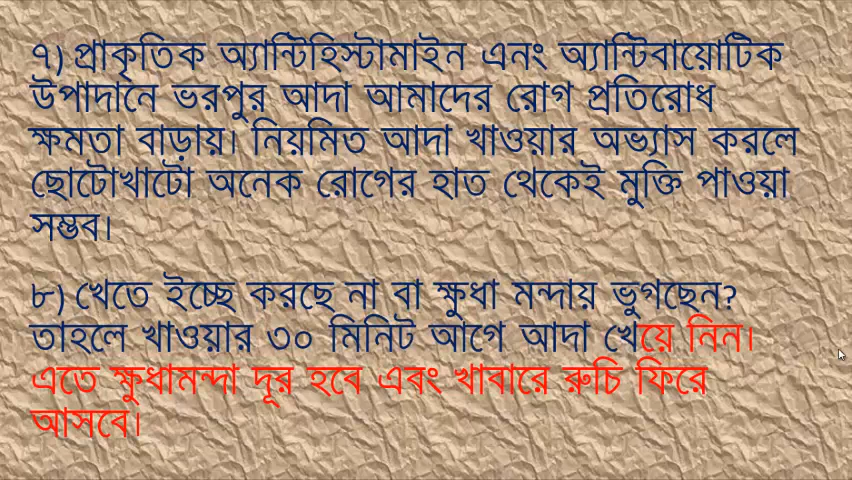 ৭) প্রাকৃতিক অ্যান্টিহিস্টামাইন এনং অ্যান্টিবায়োটিক
উপাদানে ভরপুর আদা আমাদের রোগ প্রতিরোধ
ক্ষমতা বাড়ায়। নিয়মিত আদা খাওয়ার অভ্যাস করলে
ছোটোখাটো অনেক রোগের হাত থেকেই মুক্তি পাওয়া
সম্ভব।
৮) খেতে ইচ্ছে করছে না বা ক্ষুধা মন্দায় ভুগছেন?
তাহলে খাওয়ার ৩০ মিনিট আগে আদা খেয়ে নিন।
এতে ক্ষুধামন্দা দূর হবে এবং খাবারে রুচি ফিরে
আসবে।